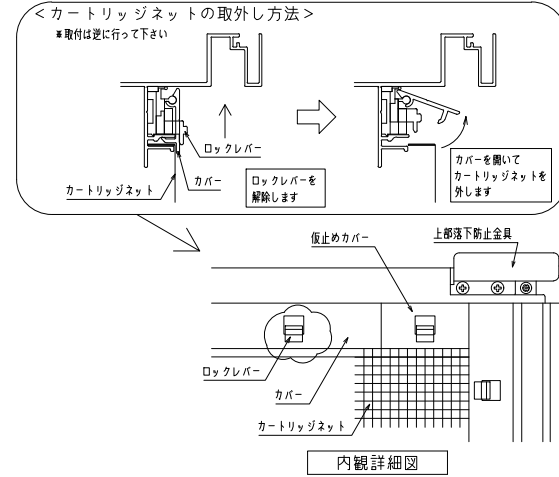 <カートリッジネットの取外し方法>
*取付は逆に行って下さい
ロックレバー
カバー
カートリッジネット
ロックレバーを
解除します
カバーを開いて
カートリッジネットを
外します
仮止めカバー
上部落下防止金具
ロックレバー
カバー
カートリッジネット
内観詳細図